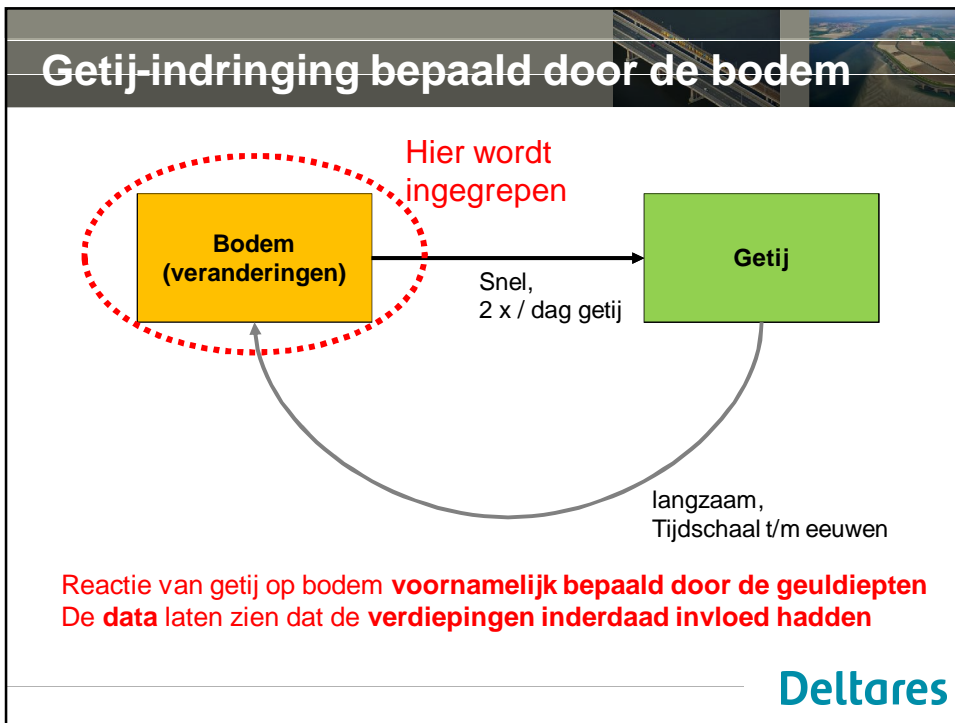 Getij-indringing bepaald door de bodem
Hier wordt
ingegrepen
Bodem
(veranderingen)
Getij
Snel,
2 x / dag getij
langzaam,
Tijdschaal t/m eeuwen
Reactie van getij op bodem voornamelijk bepaald door de geuldiepten
De data laten zien dat de verdiepingen inderdaad invloed hadden
Deltares